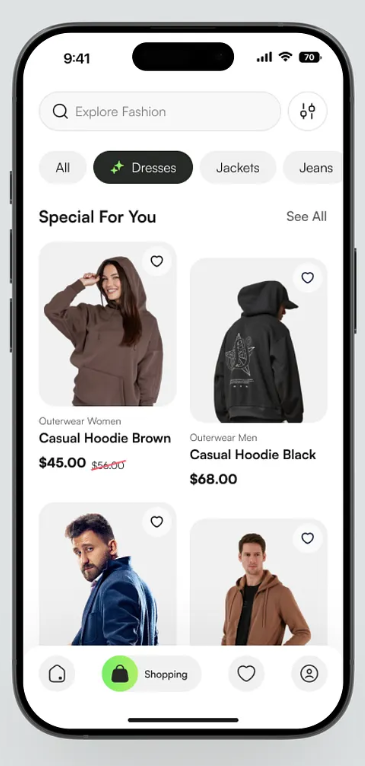 9:41
70
Explore Fashion
All
Dresses
Jackets
Jeans
Special For You
See All
Outerwear Women
Casual Hoodie Brown
$45.00 $56.00
Outerwear Men
Casual Hoodie Black
$68.00
Shopping